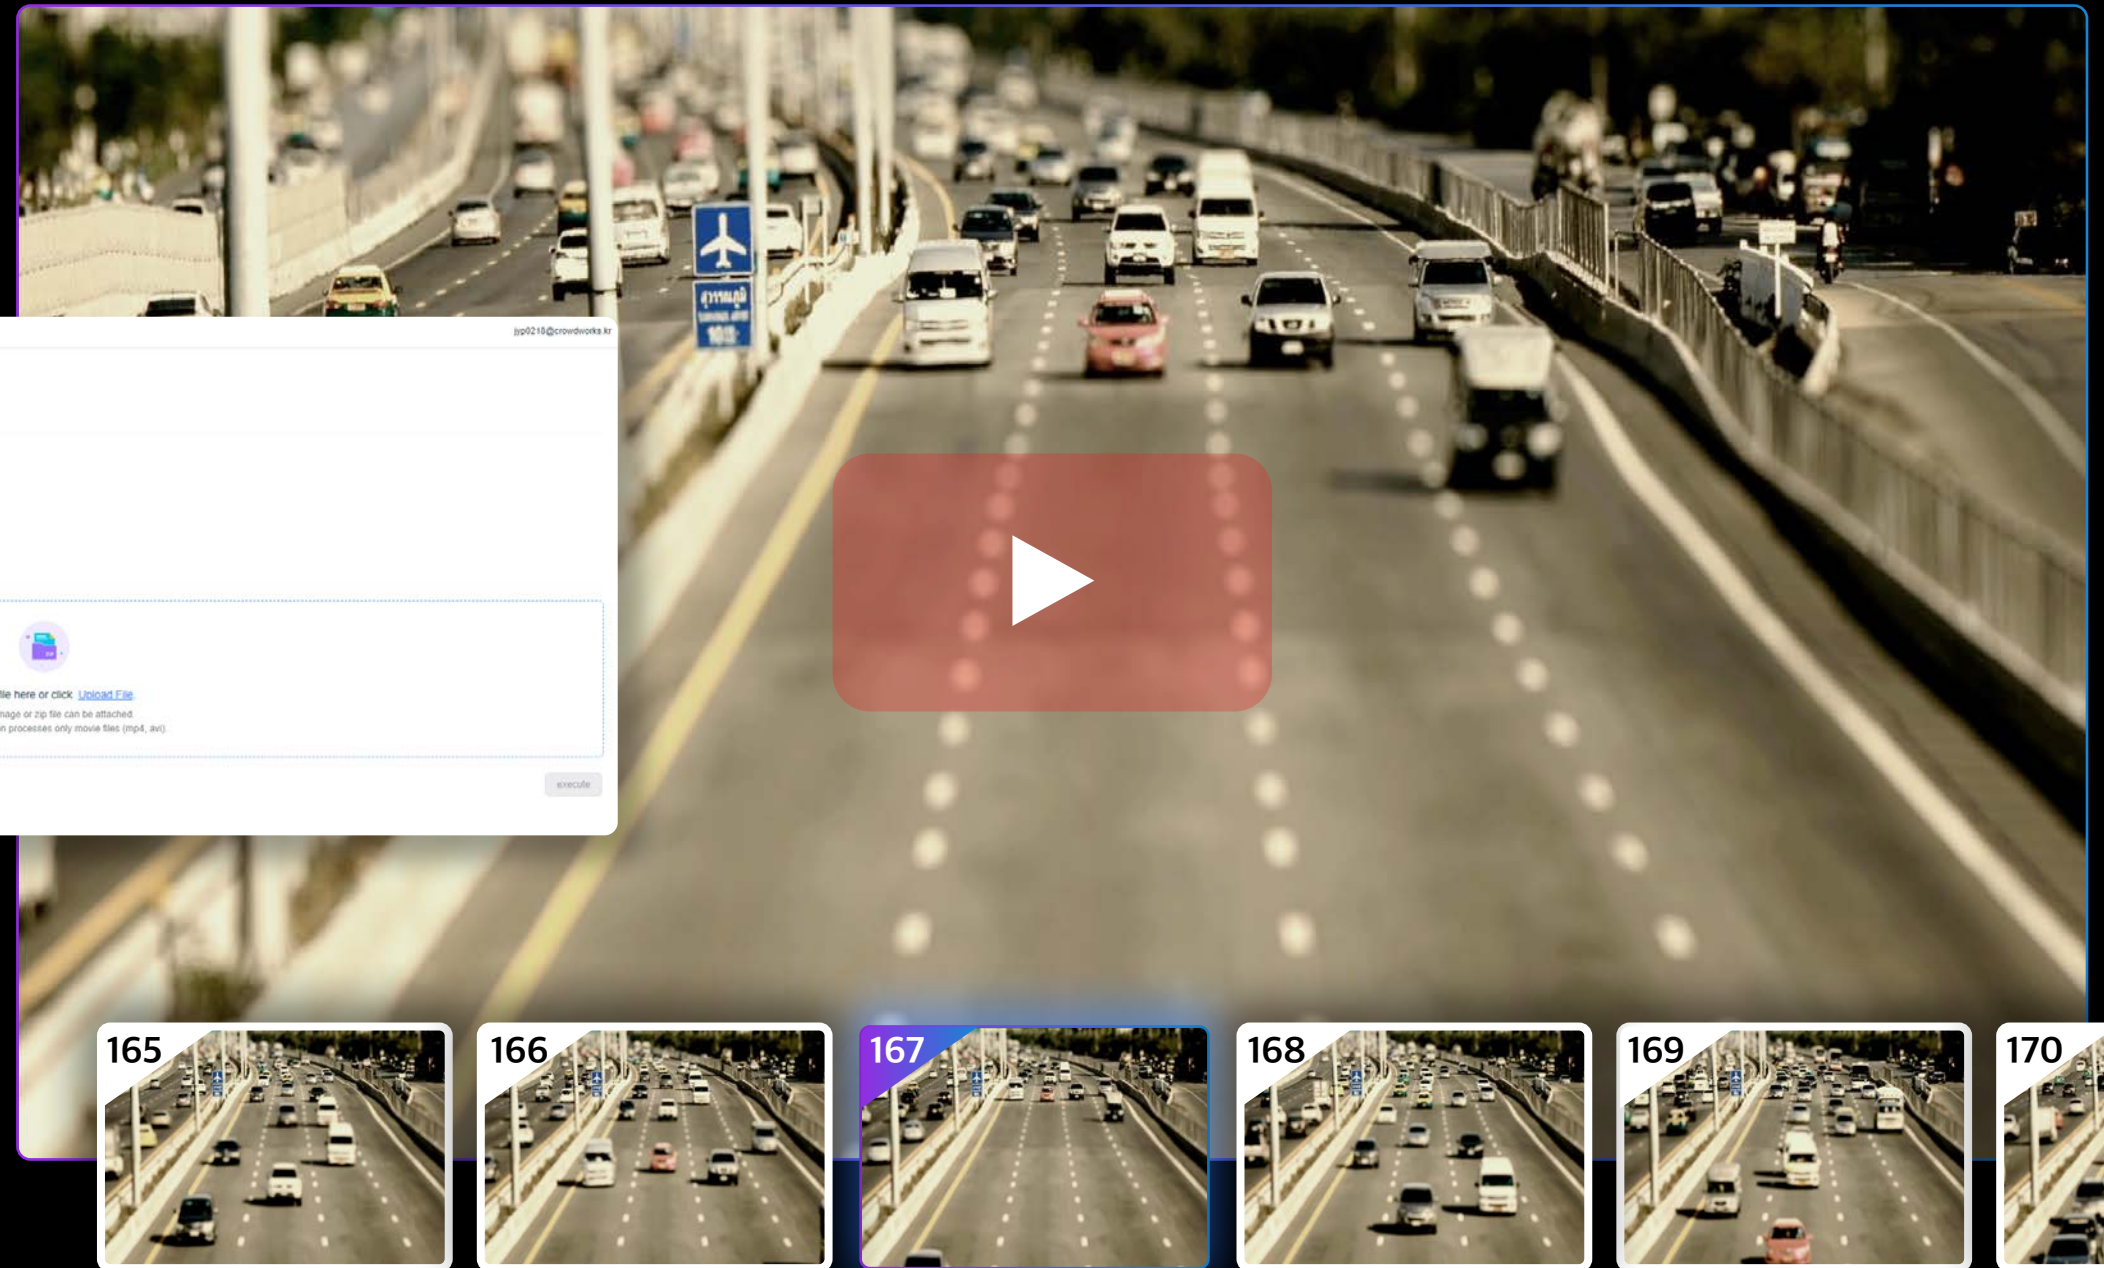 สุวรรณภูมิ
jyp0218@crowdworks.kr
ile here or click Upload File.
mage or zip file can be attached.
n processes only movie files (mp4, avi).
execute
165
166
167
168
169
170